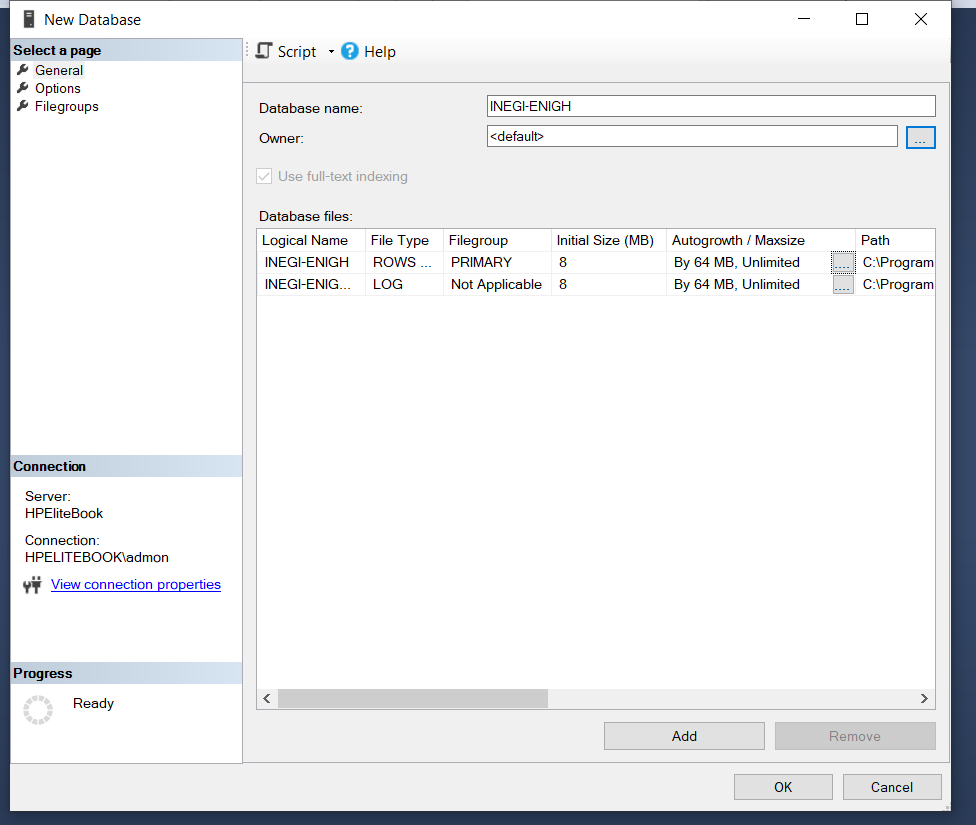 New Database
Select a page
General
Options
Filegroups
Script Help
Database name: INEGI-ENIGH
Owner: <default> ...
Use full-text indexing
Database files:
Logical Name File Type Filegroup Initial Size (MB) Autogrowth / Maxsize Path
INEGI-ENIGH ROWS ... PRIMARY 8 By 64 MB, Unlimited .... C:\Program
INEGI-ENIG... LOG Not Applicable 8 By 64 MB, Unlimited .... C:\Program
Connection
Server:
HPEliteBook
Connection:
HPELITEBOOK\admon
View connection properties
Progress
Ready
Add Remove
OK Cancel